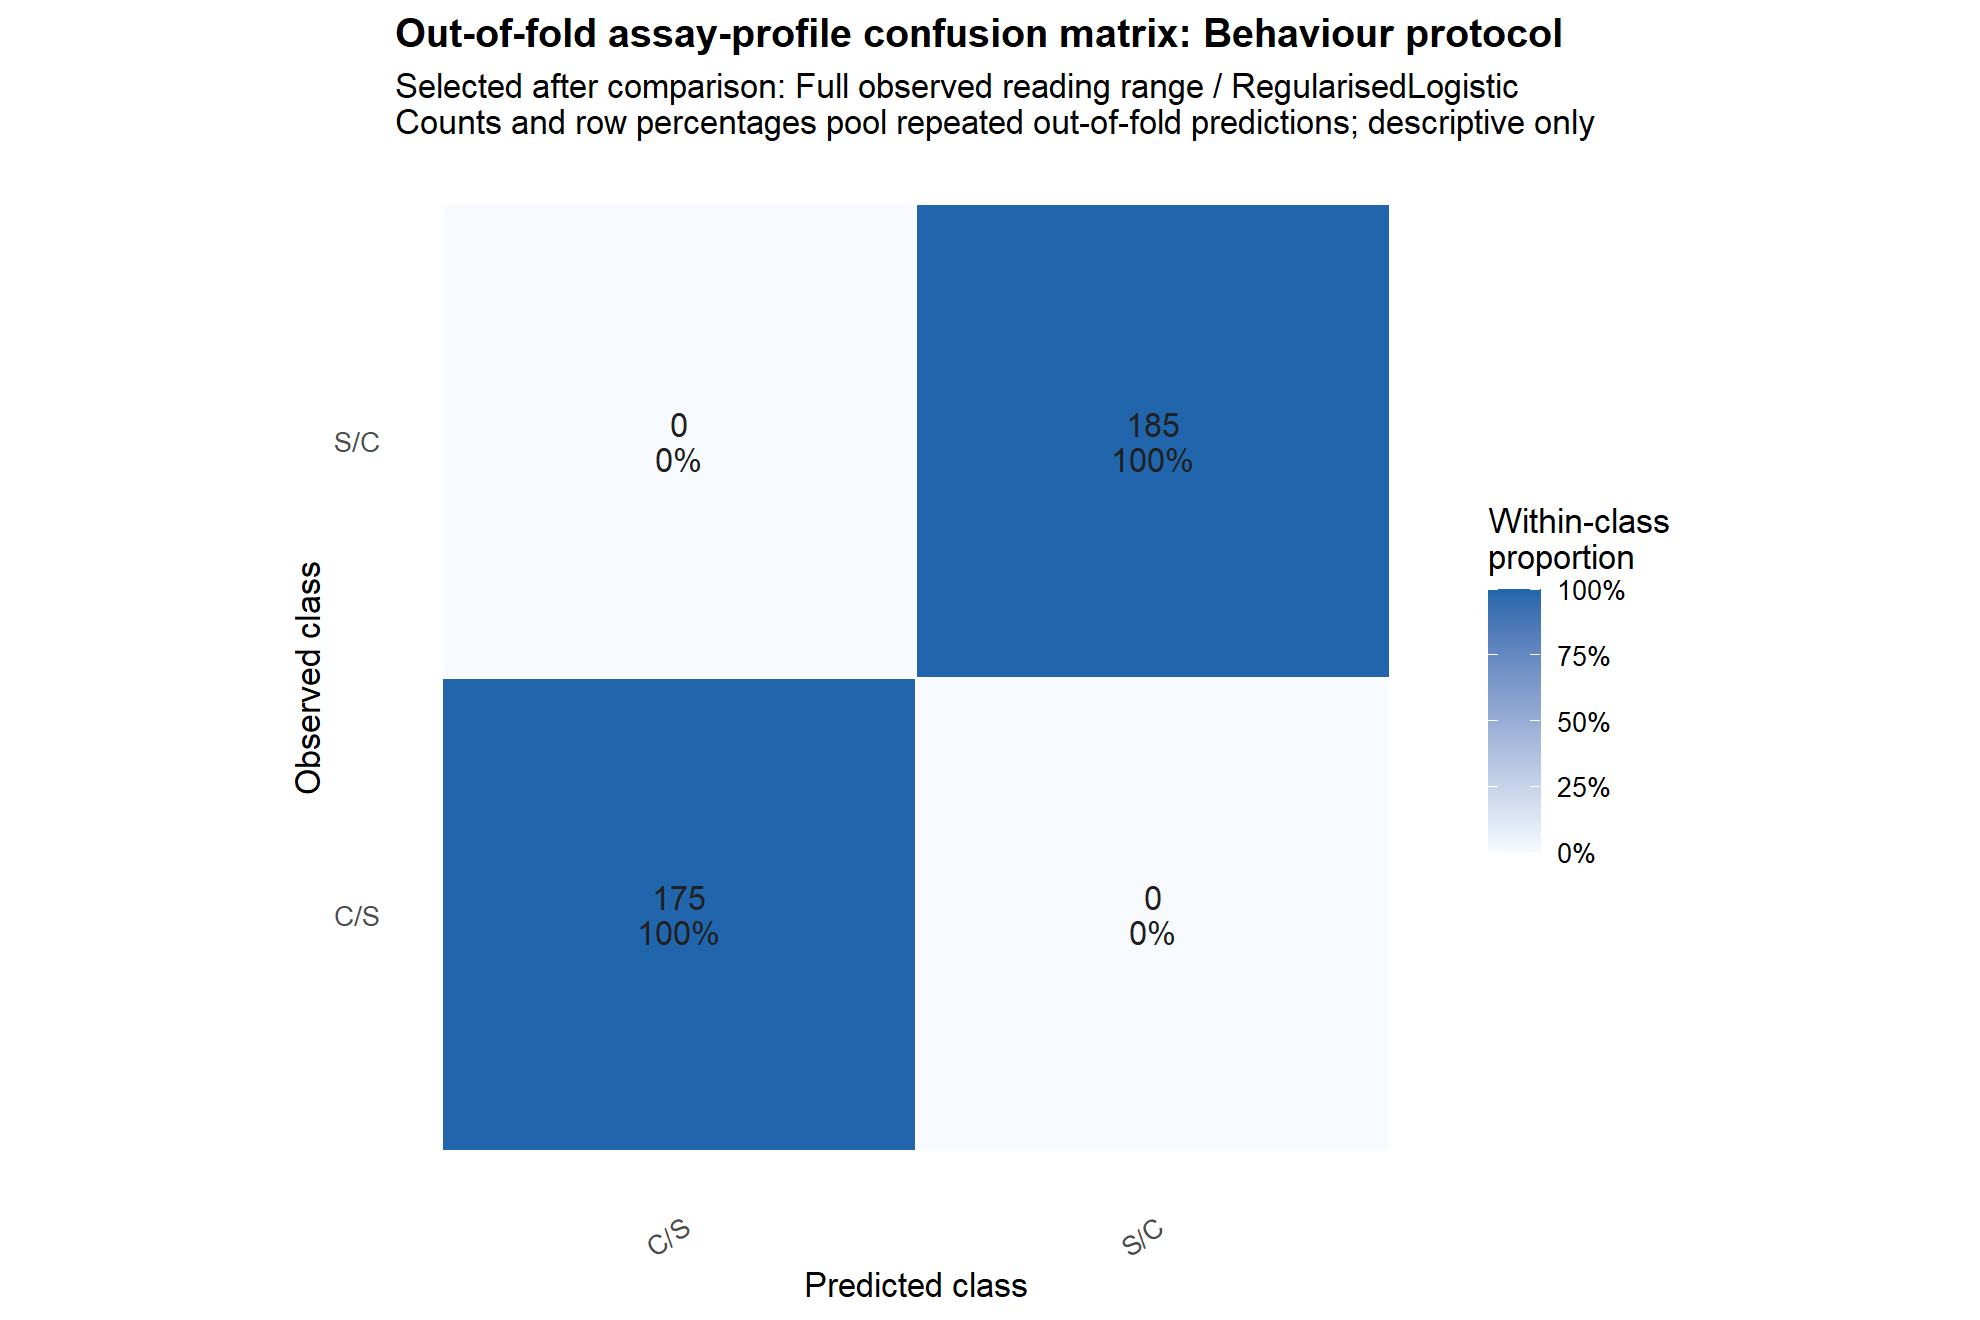 Out-of-fold assay-profile confusion matrix: Behaviour protocol
Selected after comparison: Full observed reading range / RegularisedLogistic
Counts and row percentages pool repeated out-of-fold predictions; descriptive only
Observed class
S/C
0
0%
185
100%
C/S
175
100%
0
0%
C/S
S/C
Predicted class
Within-class
proportion
100%
75%
50%
25%
0%